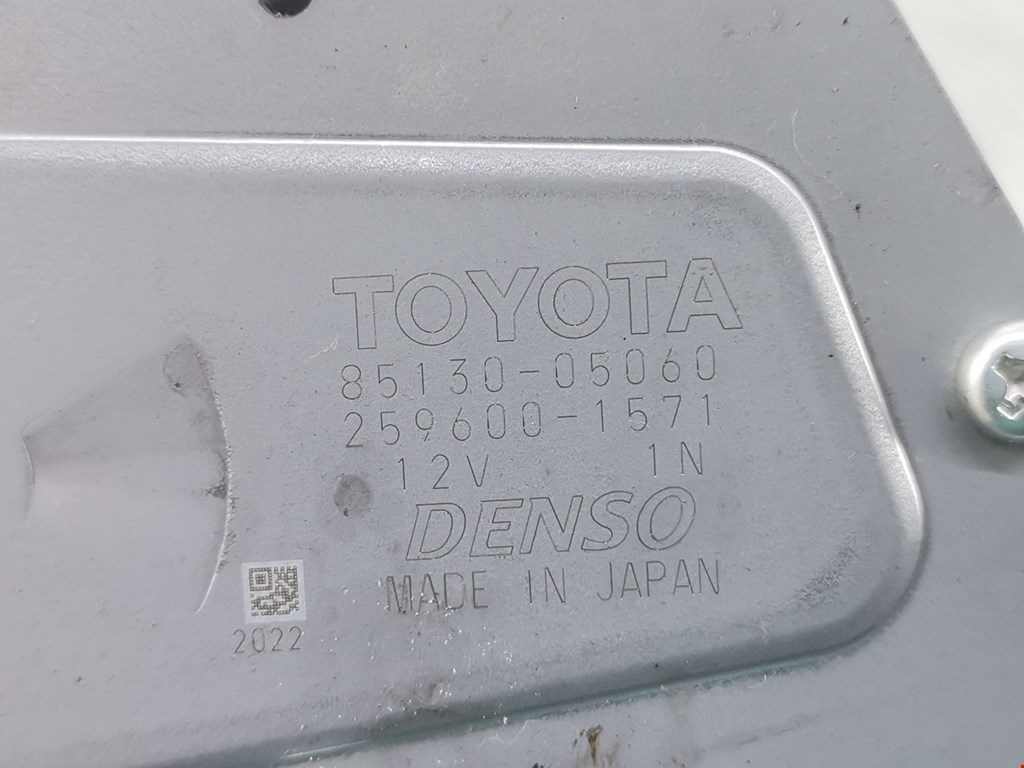 TOYOTA
85130-05060
259600-1571
12V 1N
DENSO
MADE IN JAPAN
2022